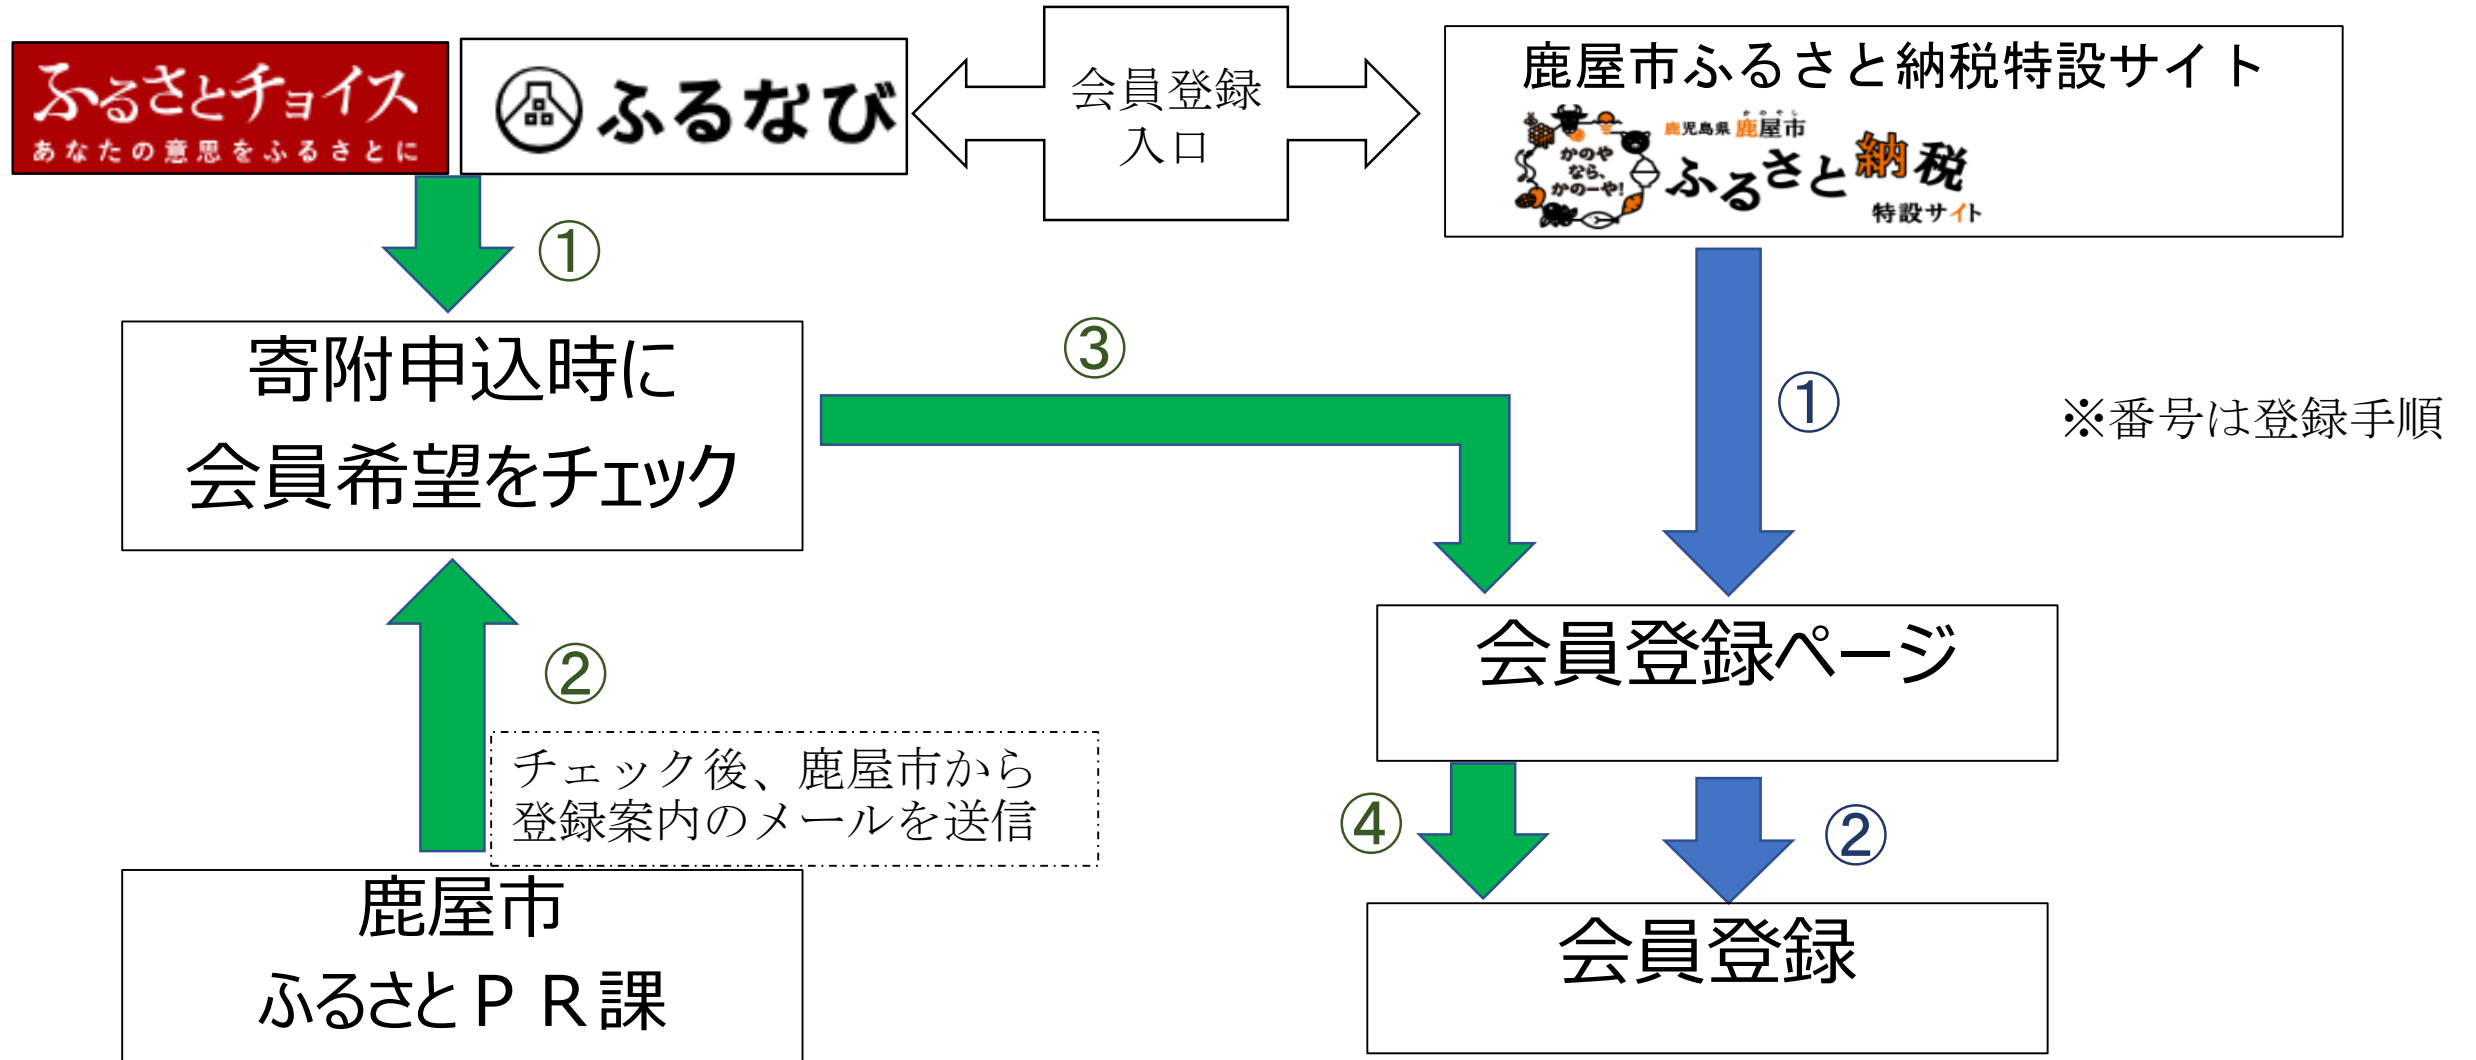 ふるさとチョイス
あなたの意思をふるさとに
ふるなび
会員登録
入口
鹿屋市ふるさと納税特設サイト
かのや
なら、
かのーや!
かのやし
鹿児島県 鹿屋市
ふるさと納税
特設サイト
①
寄附申込時に
会員希望をチェック
③
①
※番号は登録手順
②
チェック後、鹿屋市から
登録案内のメールを送信
鹿屋市
ふるさとPR課
会員登録ページ
④
②
会員登録